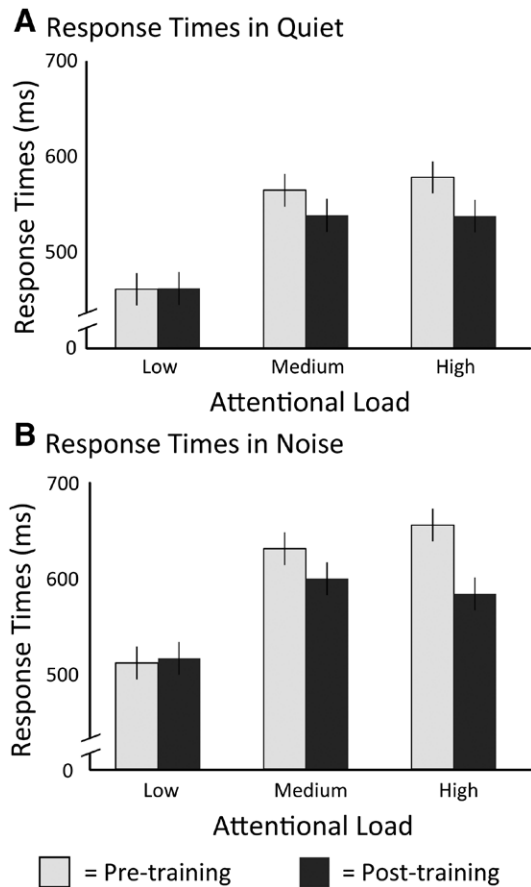 A Response Times in Quiet
Response Times (ms)
700
600
500
0
Low Medium High
Attentional Load
B Response Times in Noise
Response Times (ms)
700
600
500
0
Low Medium High
Attentional Load
= Pre-training = Post-training